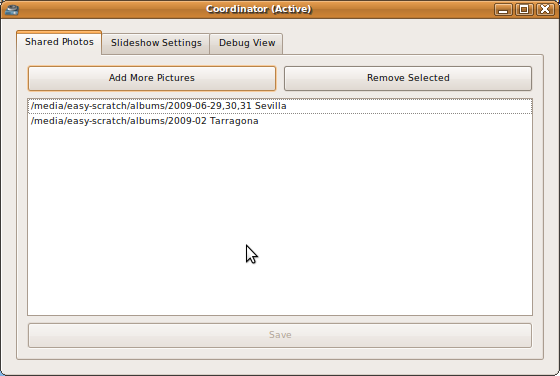 Coordinator (Active)
Shared Photos
Slideshow Settings
Debug View
Add More Pictures
Remove Selected
/media/easy-scratch/albums/2009-06-29,30,31 Sevilla
/media/easy-scratch/albums/2009-02 Tarragona
Save